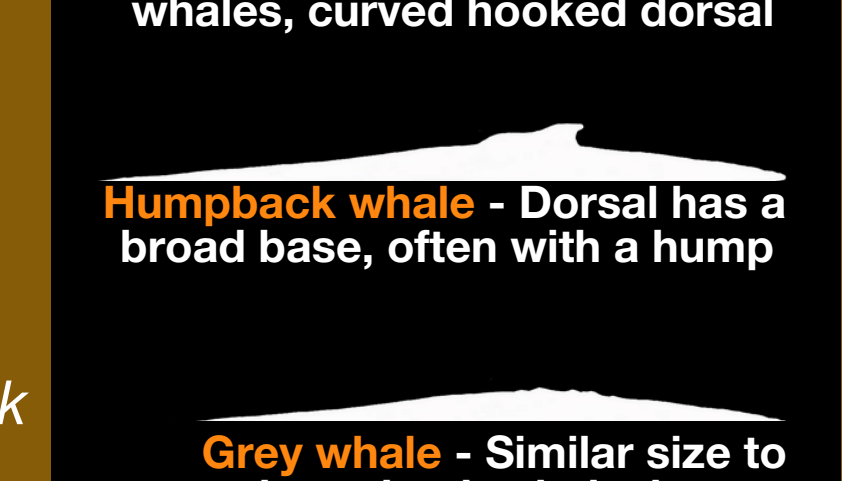 whales, curved hooked dorsal
Humpback whale - Dorsal has a
broad base, often with a hump
k
Grey whale - Similar size to